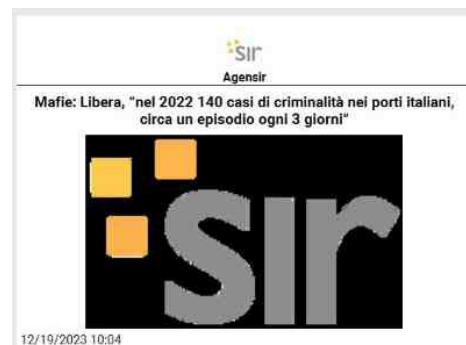 sir
Agensir
Mafie: Libera, “nel 2022 140 casi di criminalità nei porti italiani,
circa un episodio ogni 3 giorni”
sir
12/19/2023 10:04